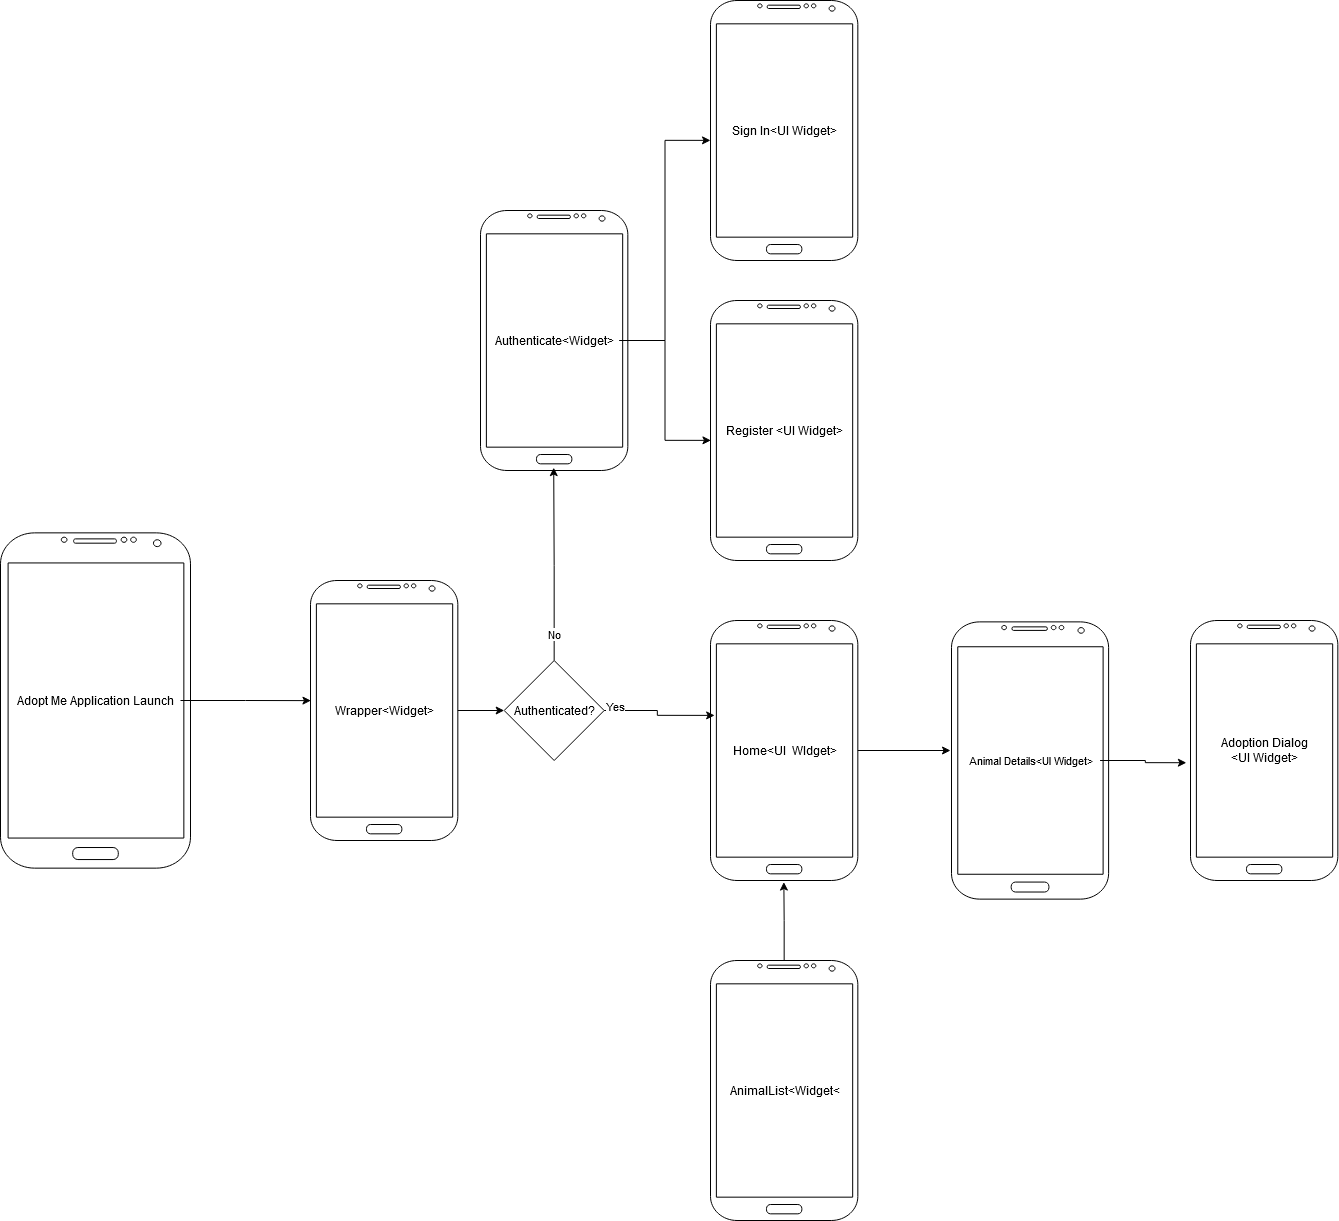 Sign In<UI Widget>
Authenticate<Widget>
Register <UI Widget>
No
Adopt Me Application Launch
Wrapper<Widget>
Authenticated?
Yes
Home<UI  WIdget>
Animal Details<UI Widget>
Adoption Dialog
<UI Widget>
AnimalList<Widget<